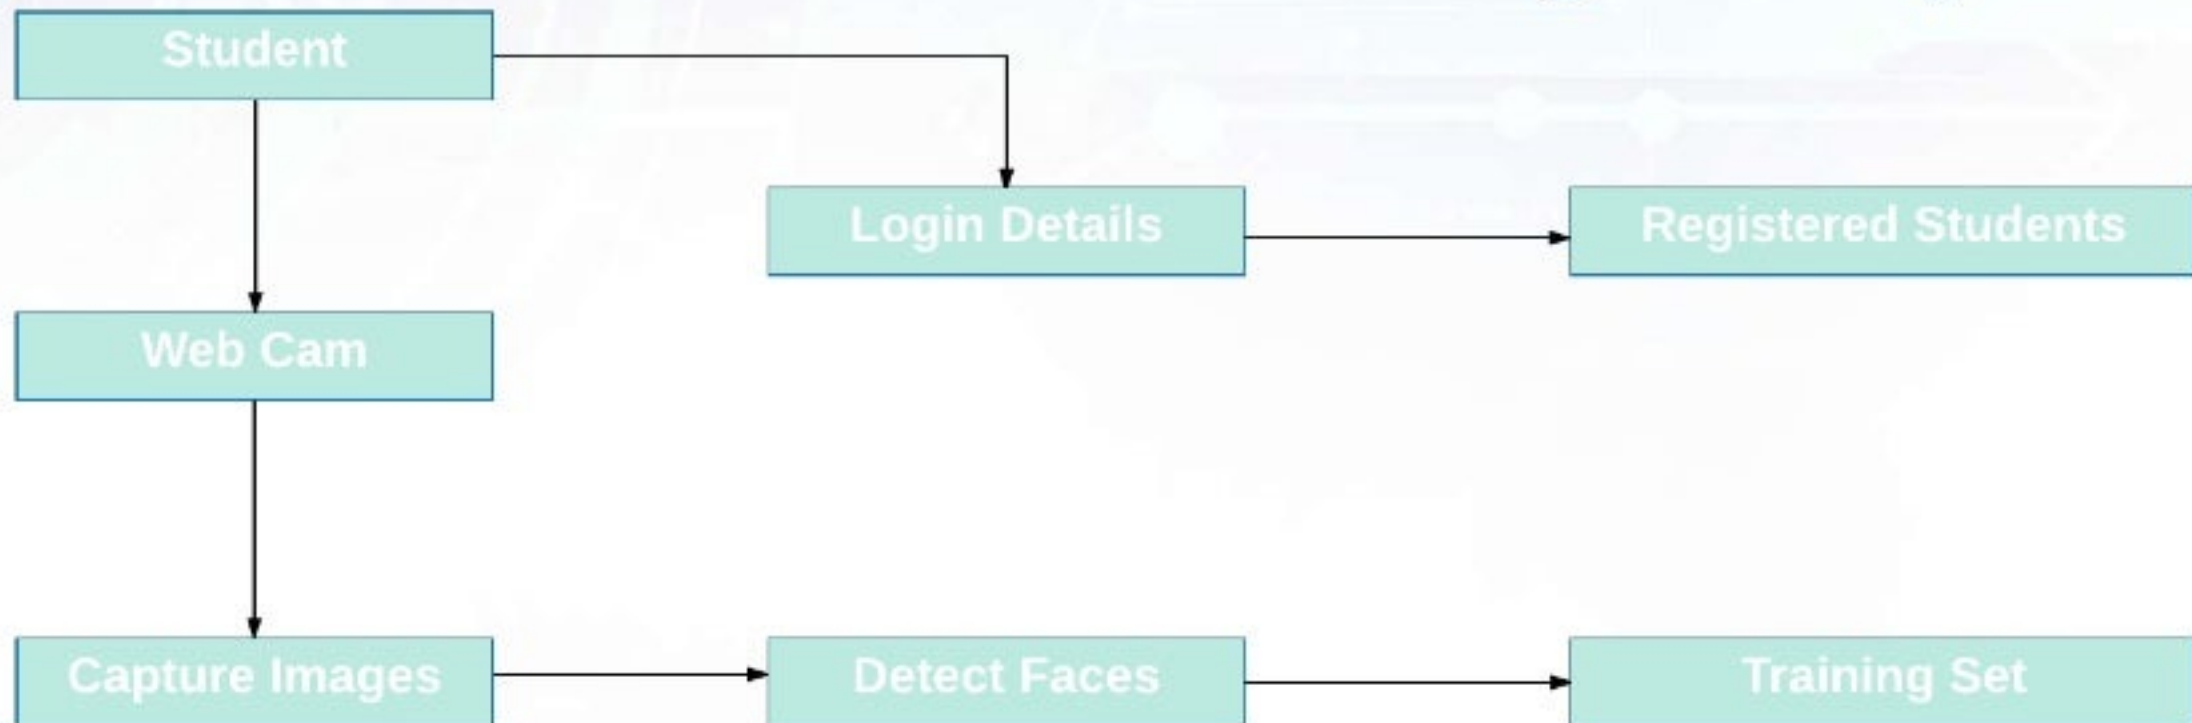 Student
Login Details
Registered Students
Web Cam
Capture Images
Detect Faces
Training Set